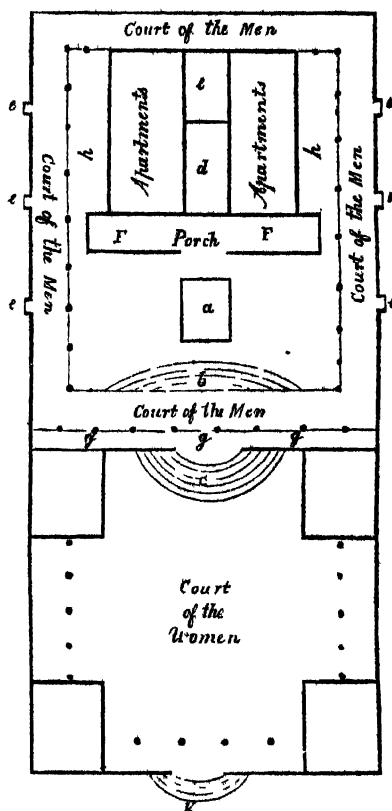 Court of the Men
e
Apartments
h
d
Apartments
h
Court of the Men
Court of the Men
e
F Porch F
e
a
b
Court of the Men
g g
c
Court
of the
Women
K